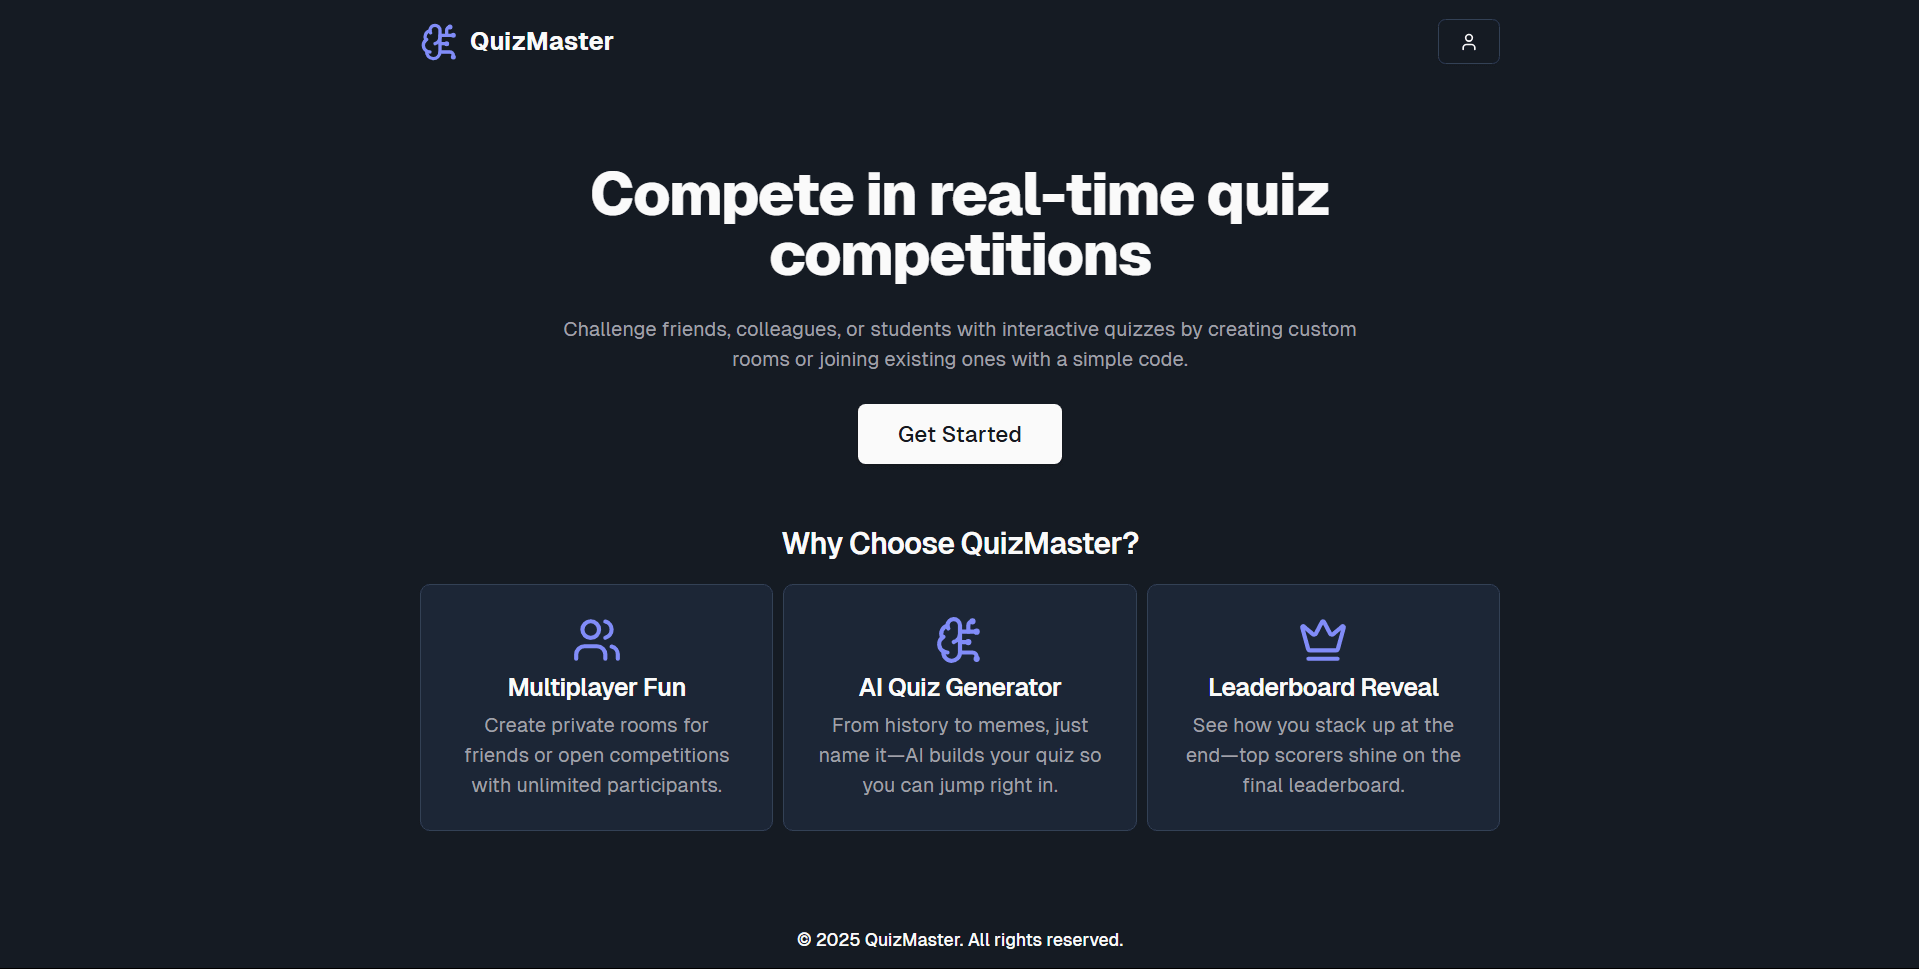 QuizMaster
Compete in real-time quiz
competitions
Challenge friends, colleagues, or students with interactive quizzes by creating custom
rooms or joining existing ones with a simple code.
Get Started
Why Choose QuizMaster?
Multiplayer Fun
Create private rooms for
friends or open competitions
with unlimited participants.
AI Quiz Generator
From history to memes, just
name it—AI builds your quiz so
you can jump right in.
Leaderboard Reveal
See how you stack up at the
end—top scorers shine on the
final leaderboard.
© 2025 QuizMaster. All rights reserved.